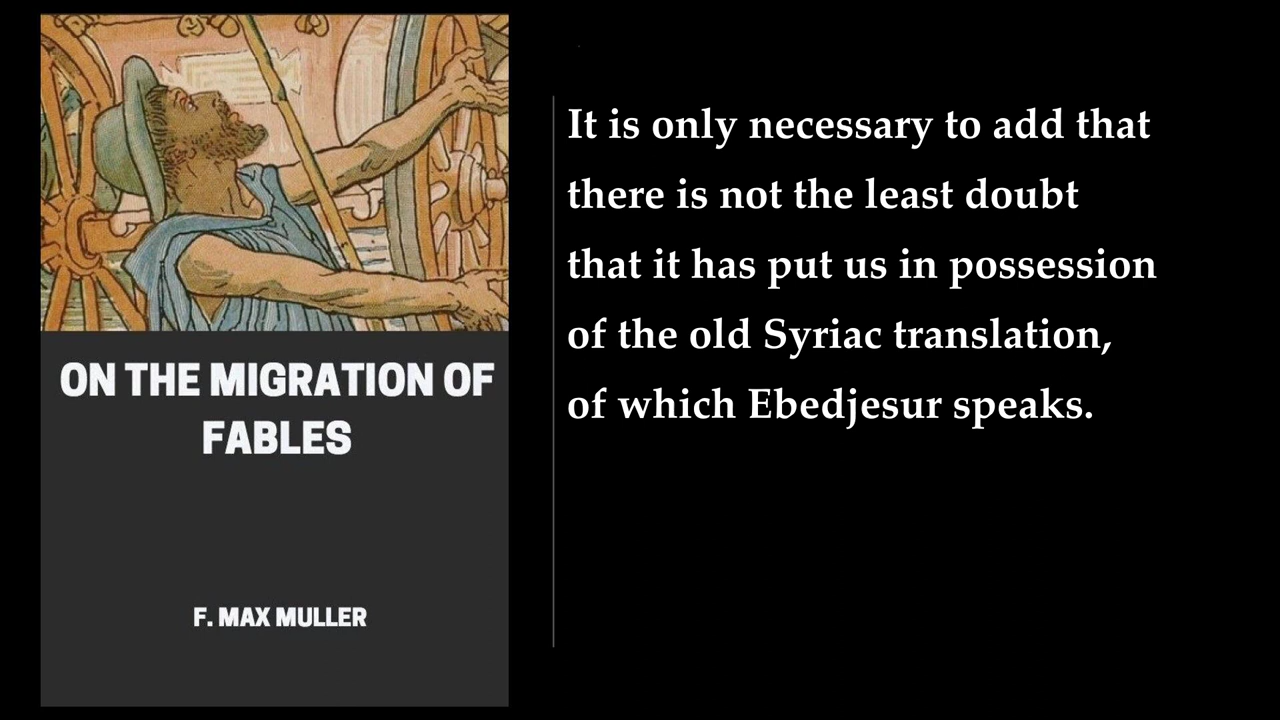 ON THE MIGRATION OF
FABLES
F. MAX MULLER
It is only necessary to add that
there is not the least doubt
that it has put us in possession
of the old Syriac translation,
of which Ebedjesur speaks.